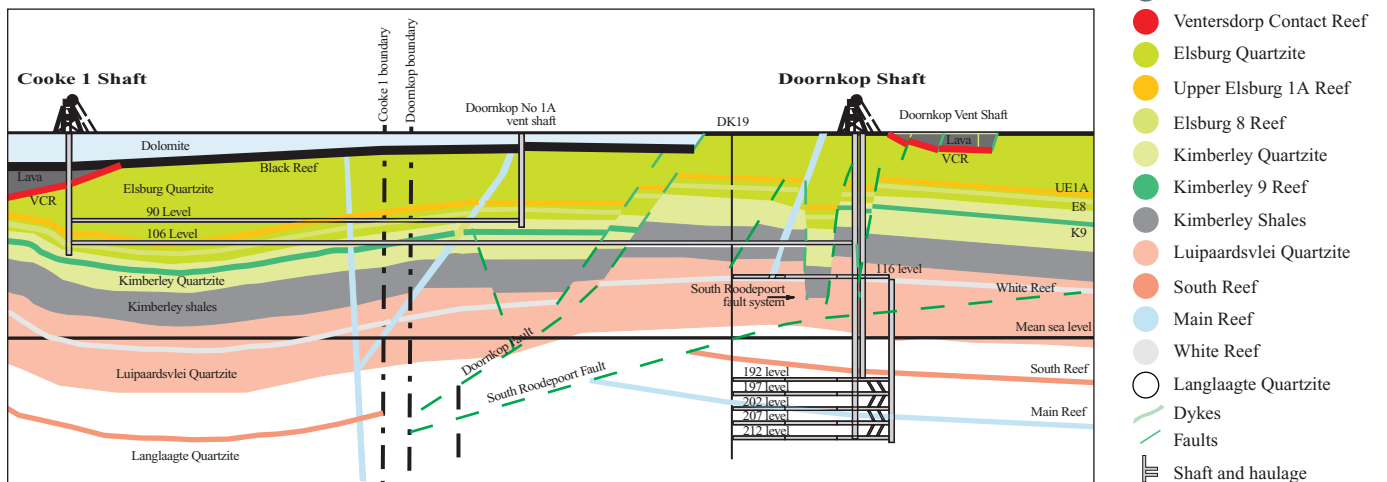 Cooke 1 Shaft
Cooke 1 boundary
Doornkop boundary
Doornkop No 1A
vent shaft
DK19
Doornkop Shaft
Doornkop Vent Shaft
Dolomite
Black Reef
Lava
VCR
Elsburg Quartzite
90 Level
106 Level
Kimberley Quartzite
Kimberley shales
Luipaardsvlei Quartzite
Langlaagte Quartzite
Doornkop Fault
South Roodepoort Fault
South Roodepoort
fault system
116 level
Lava
VCR
UE1A
E8
K9
White Reef
Mean sea level
South Reef
Main Reef
192 level
197 level
202 level
207 level
212 level
Ventersdorp Contact Reef
Elsburg Quartzite
Upper Elsburg 1A Reef
Elsburg 8 Reef
Kimberley Quartzite
Kimberley 9 Reef
Kimberley Shales
Luipaardsvlei Quartzite
South Reef
Main Reef
White Reef
Langlaagte Quartzite
Dykes
Faults
Shaft and haulage